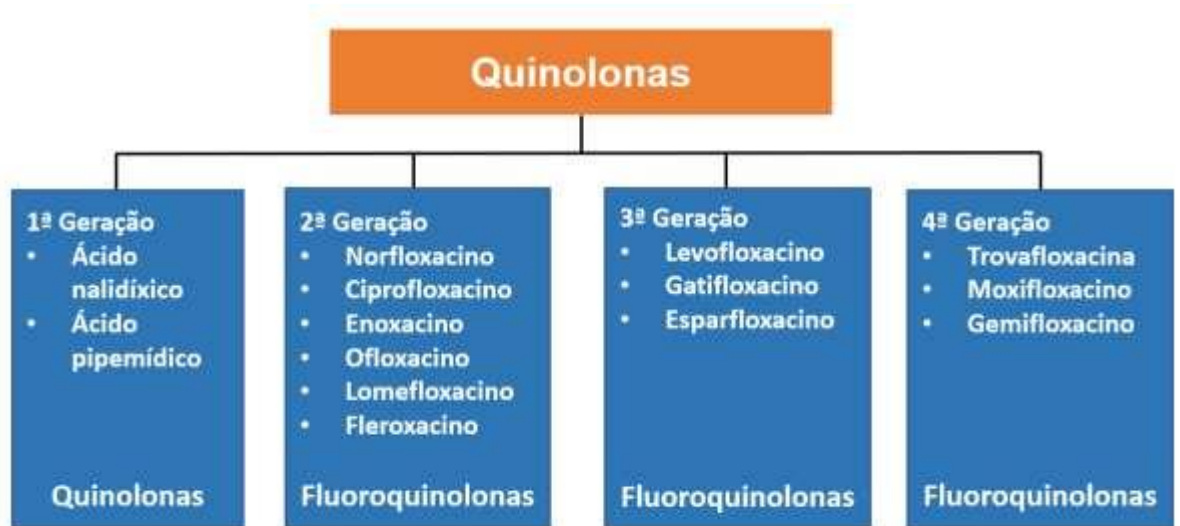 Quinolonas
1ª Geração
• Ácido
nalidíxico
• Ácido
pipemídico
Quinolonas
2ª Geração
• Norfloxacino
• Ciprofloxacino
• Enoxacino
• Ofloxacino
• Lomefloxacino
• Fleroxacino
Fluoroquinolonas
3ª Geração
• Levofloxacino
• Gatifloxacino
• Esparfloxacino
Fluoroquinolonas
4ª Geração
• Trovafloxacina
• Moxifloxacino
• Gemifloxacino
Fluoroquinolonas